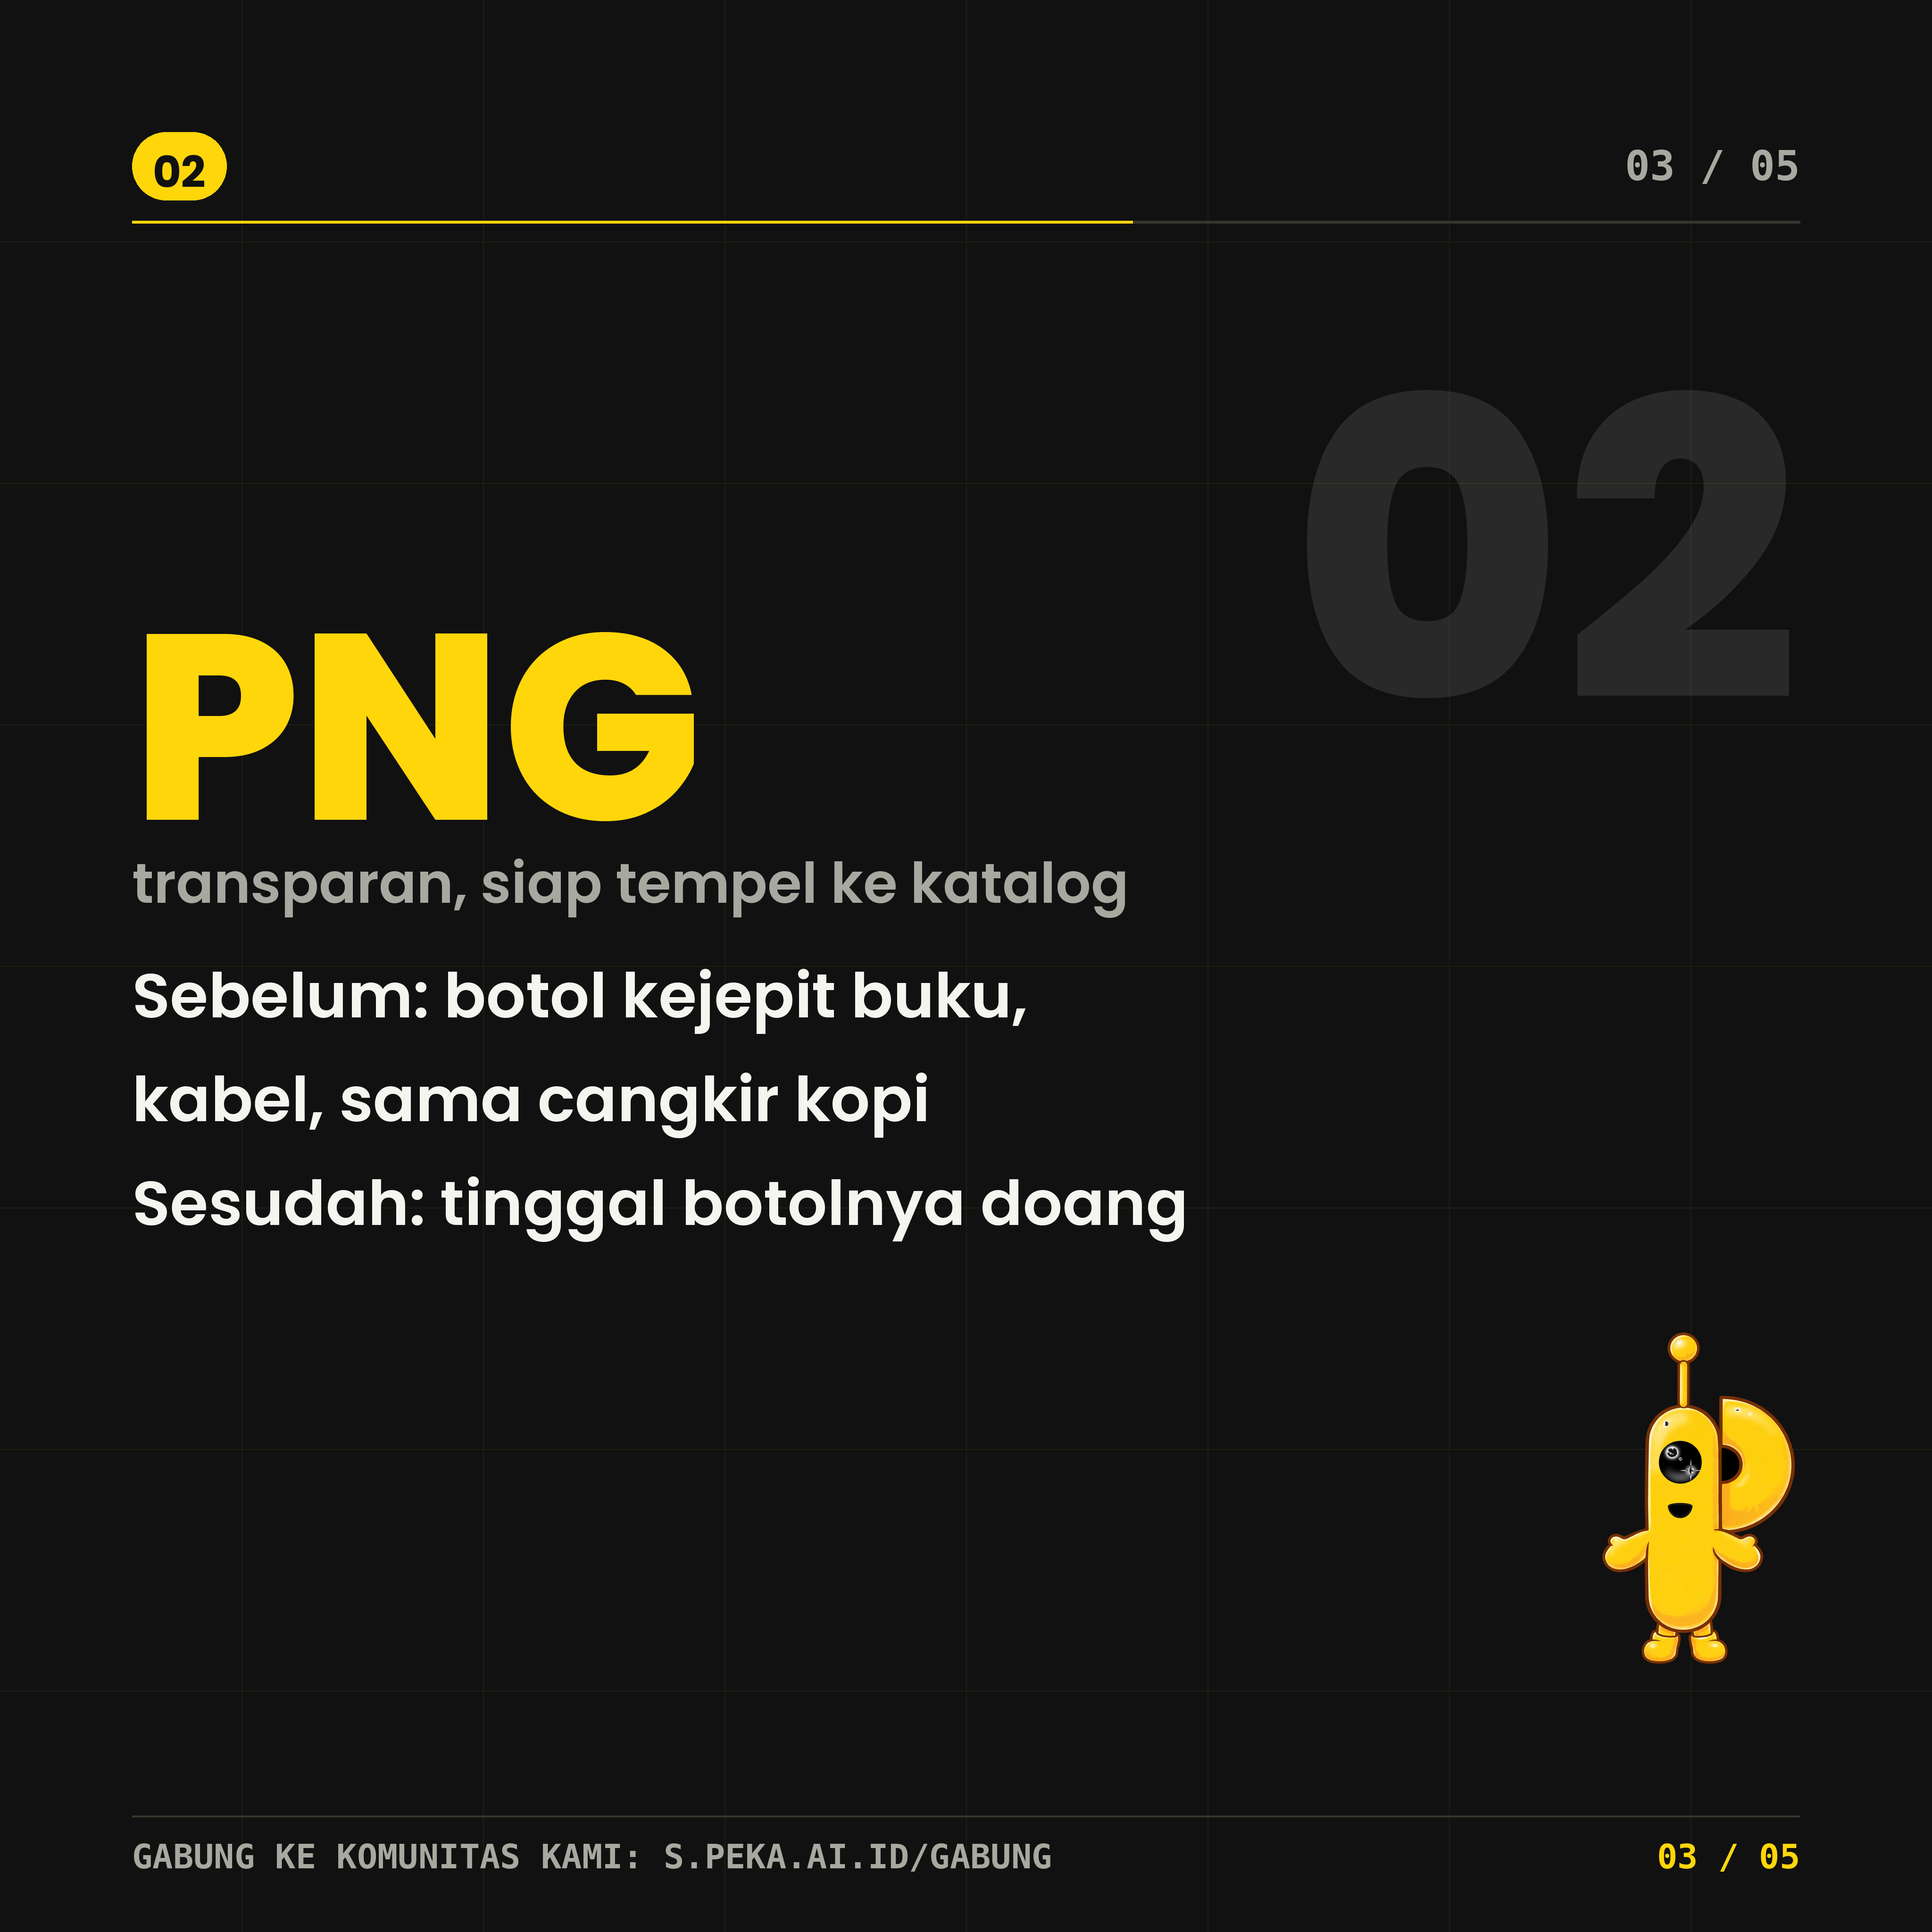 02
03 / 05
02
PNG
transparan, siap tempel ke katalog
Sebelum: botol kejepit buku,
kabel, sama cangkir kopi
Sesudah: tinggal botolnya doang
GABUNG KE KOMUNITAS KAMI: S.PEKA.AI.ID/GABUNG
03 / 05